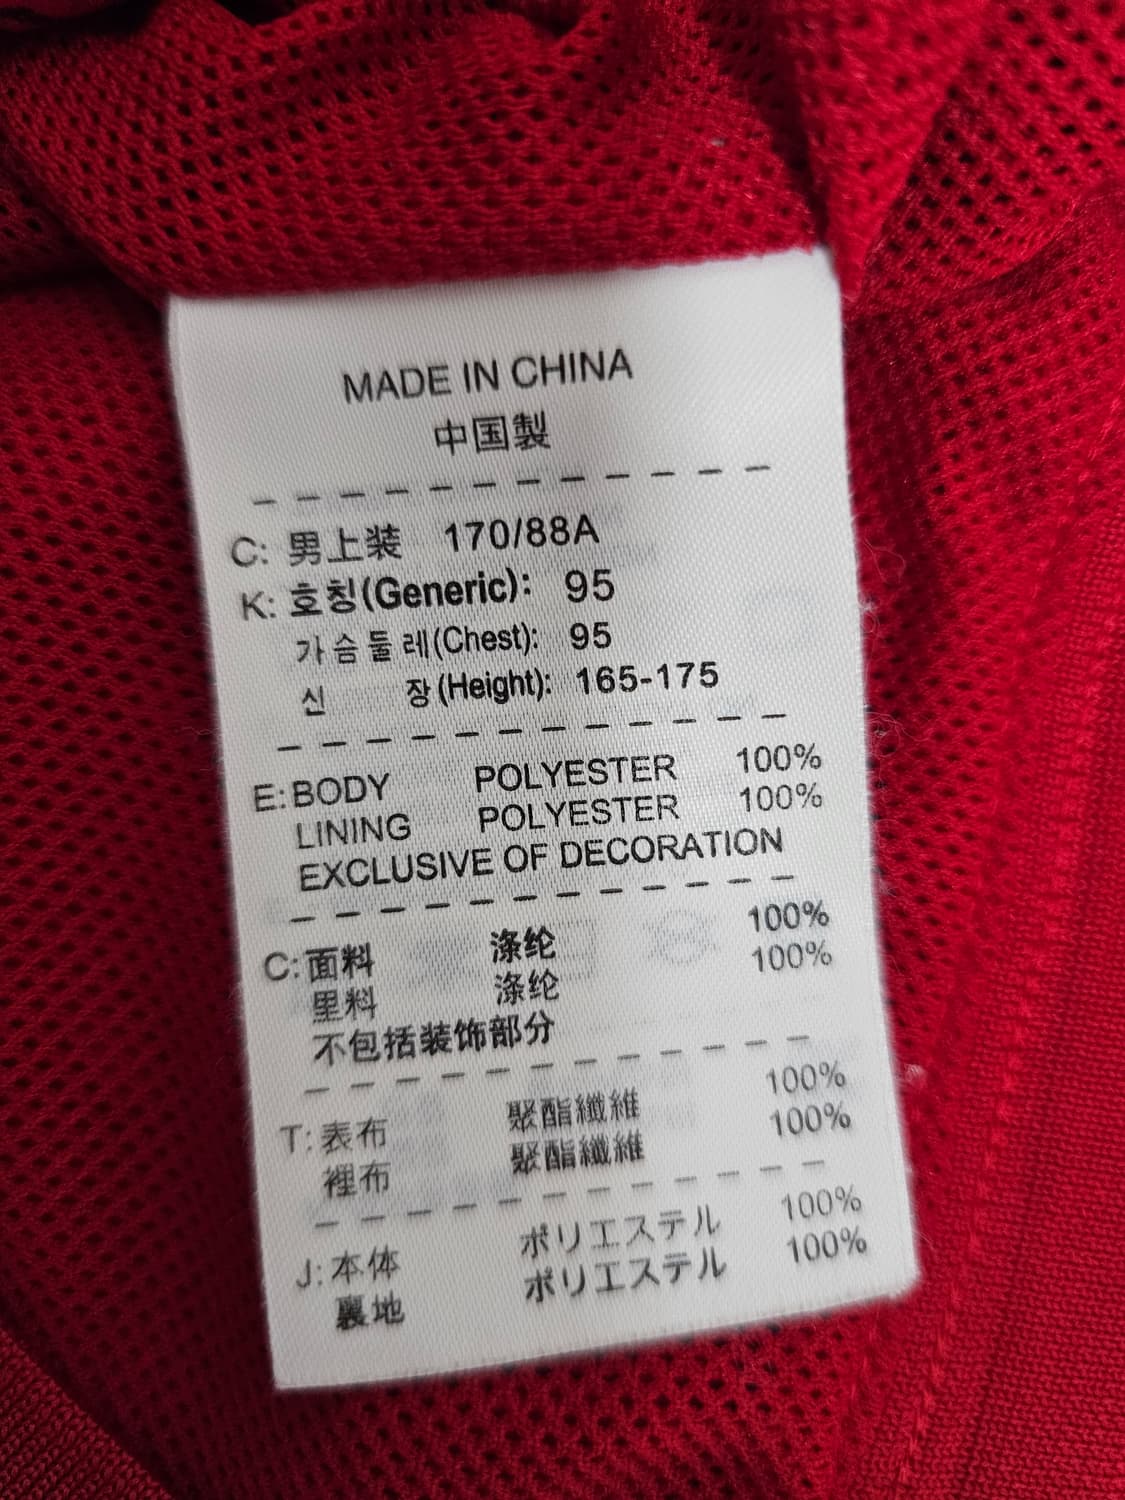 MADE IN CHINA
中国製
C: 男上装 170/88A
K: 호칭(Generic): 95
가슴둘레(Chest): 95
신 장(Height): 165-175
E: BODY POLYESTER 100%
LINING POLYESTER 100%
EXCLUSIVE OF DECORATION
C: 面料 涤纶 100%
里料 涤纶 100%
不包括装饰部分
T: 表布 聚酯纖維 100%
裡布 聚酯纖維 100%
J: 本体 ポリエステル 100%
裏地 ポリエステル 100%